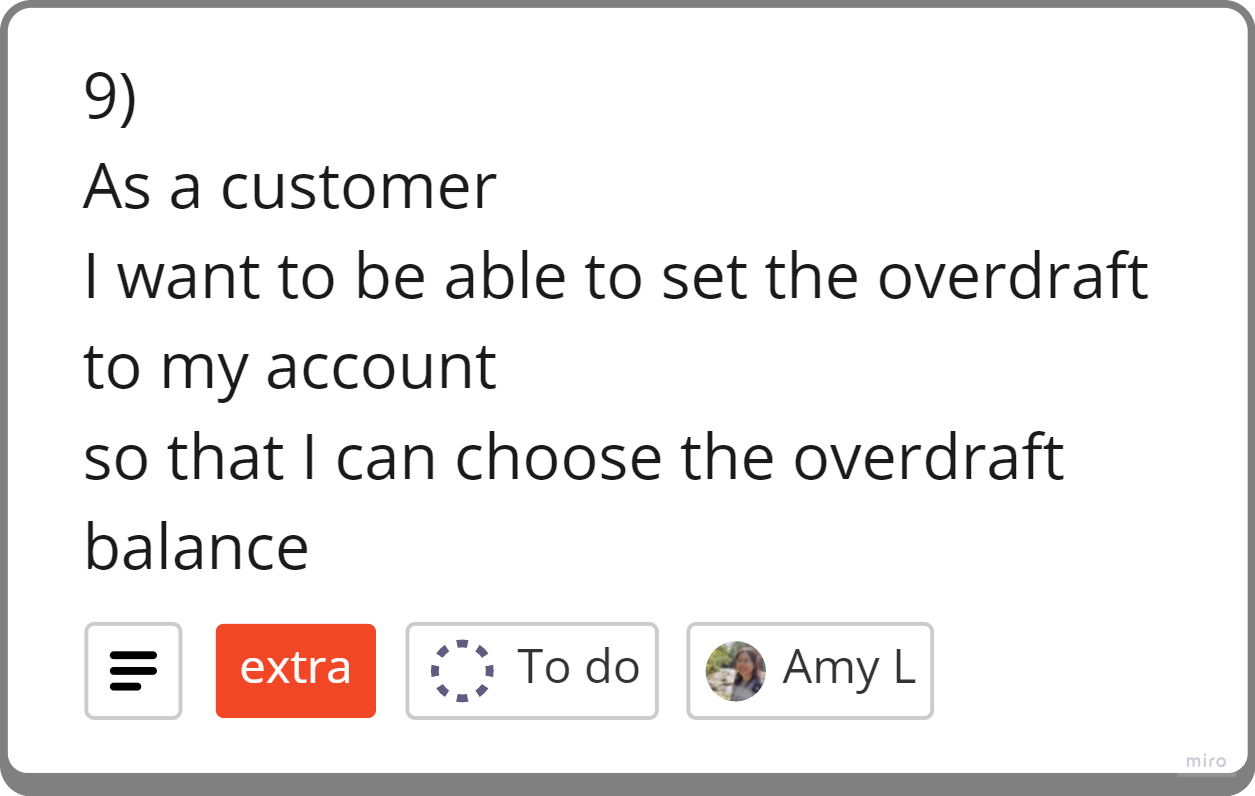 9)
As a customer
I want to be able to set the overdraft
to my account
so that I can choose the overdraft
balance
extra
To do
Amy L
miro